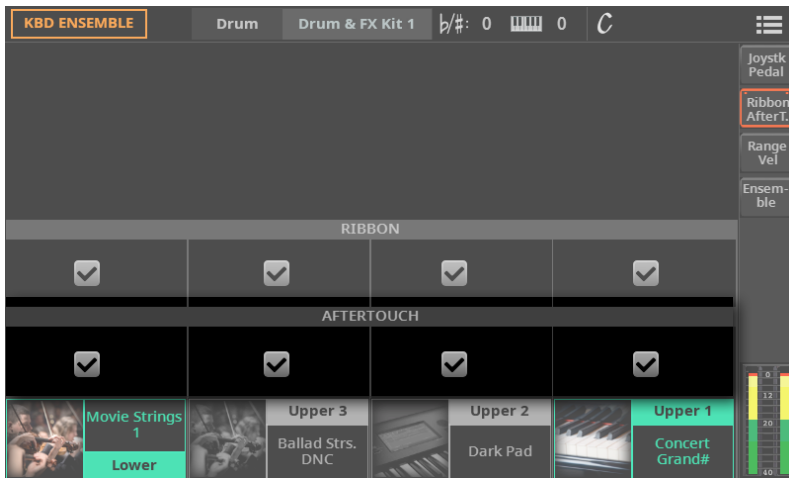 KBD ENSEMBLE Drum Drum & FX Kit 1 ♭/#: 0 0 C
Joystk
Pedal
Ribbon
AfterT.
Range
Vel
Ensem-
ble
RIBBON
AFTERTOUCH
Movie Strings
1
Lower
Upper 3
Ballad Strs.
DNC
Upper 2
Dark Pad
Upper 1
Concert
Grand#
0
12
20
40